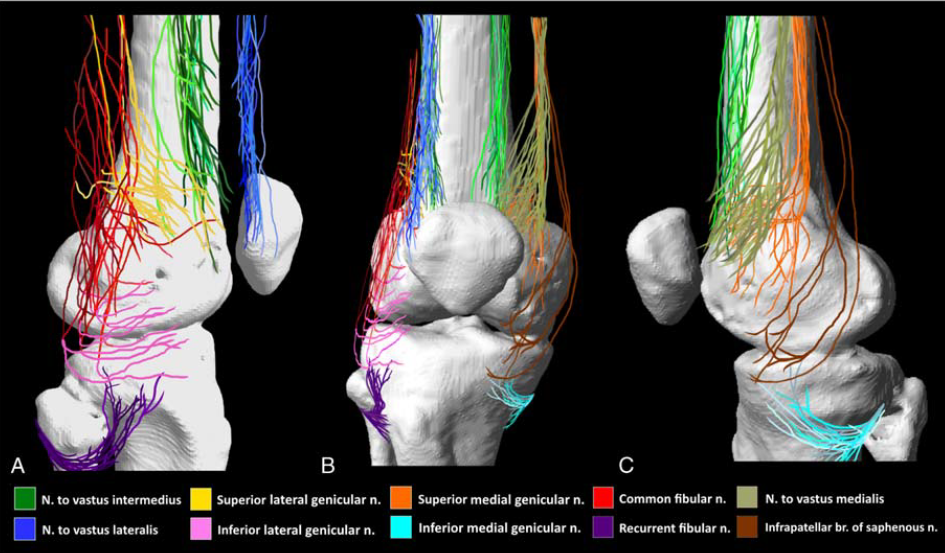 A
B
C
N. to vastus intermedius
Superior lateral genicular n.
Superior medial genicular n.
Common fibular n.
N. to vastus medialis
N. to vastus lateralis
Inferior lateral genicular n.
Inferior medial genicular n.
Recurrent fibular n.
Infrapatellar br. of saphenous n.